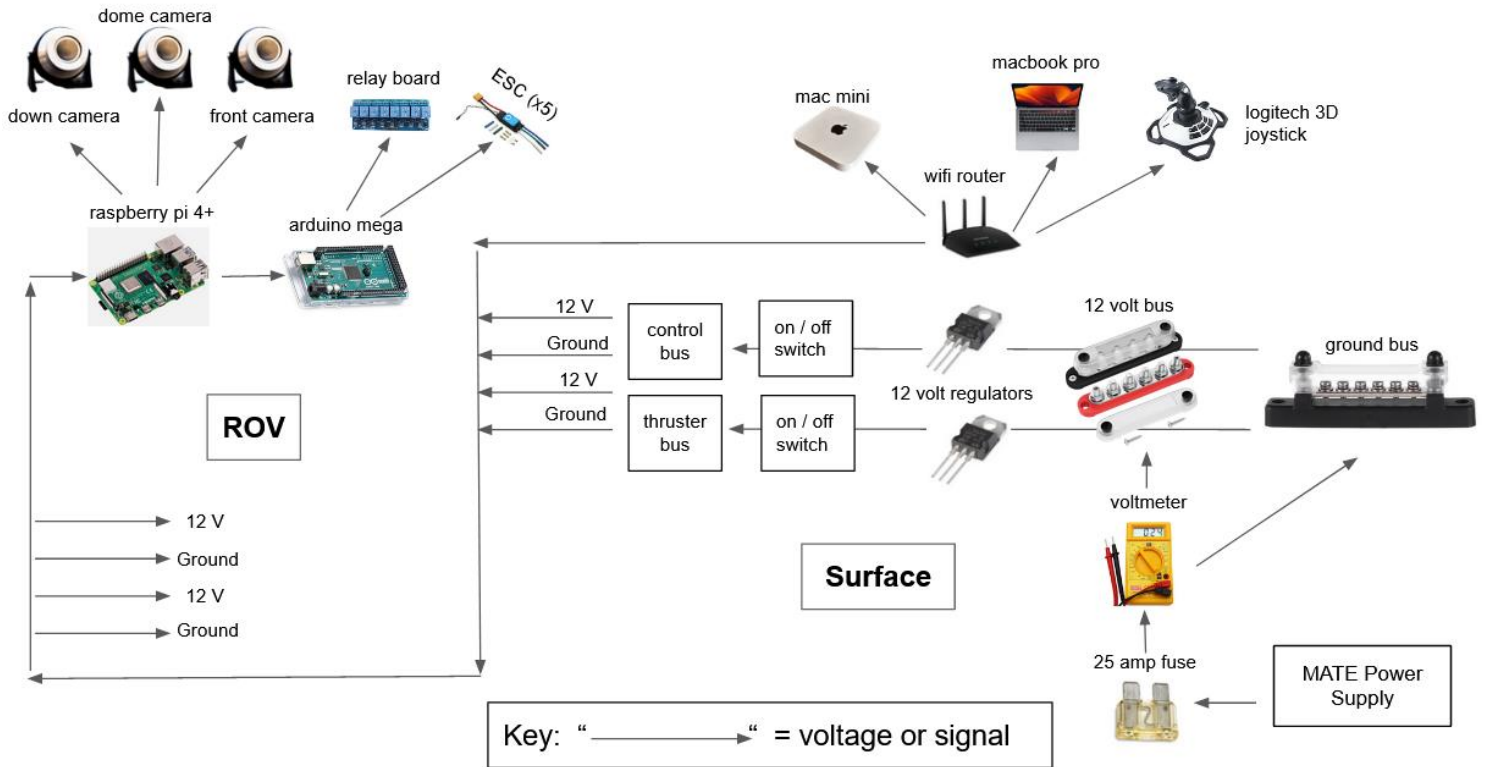 dome camera
down camera
front camera
relay board
ESC (x5)
raspberry pi 4+
arduino mega
mac mini
macbook pro
logitech 3D
joystick
wifi router
12 V
Ground
12 V
Ground
control
bus
on / off
switch
thruster
bus
on / off
switch
12 volt regulators
12 volt bus
ground bus
ROV
12 V
Ground
12 V
Ground
Surface
voltmeter
25 amp fuse
MATE Power
Supply
Key: “ “ = voltage or signal